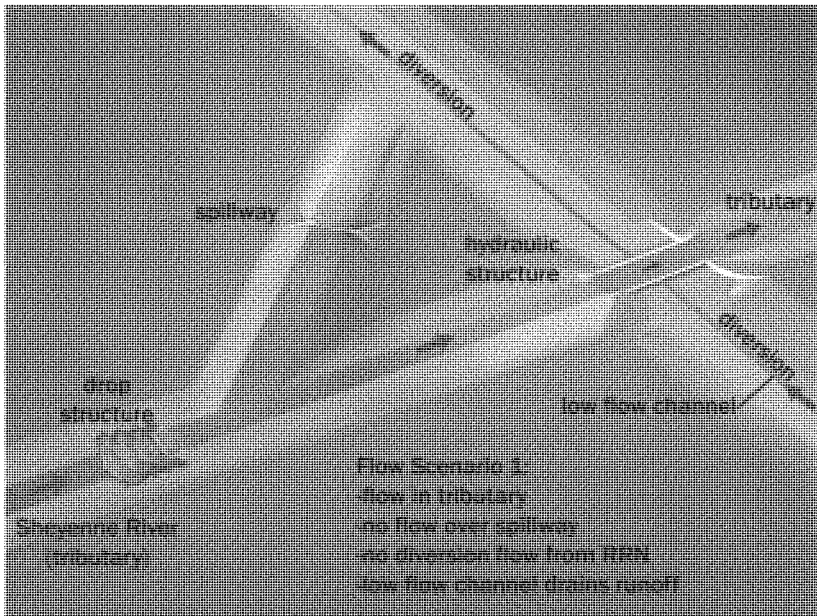 diversion
spillway
tributary
hydraulic
structure
diversion
drop
structure
low flow channel
Flow Scenario 1:
-flow in tributary
-no flow over spillway
-no diversion flow from RRN
-low flow channel drains runoff
Sheyenne River
(tributary)